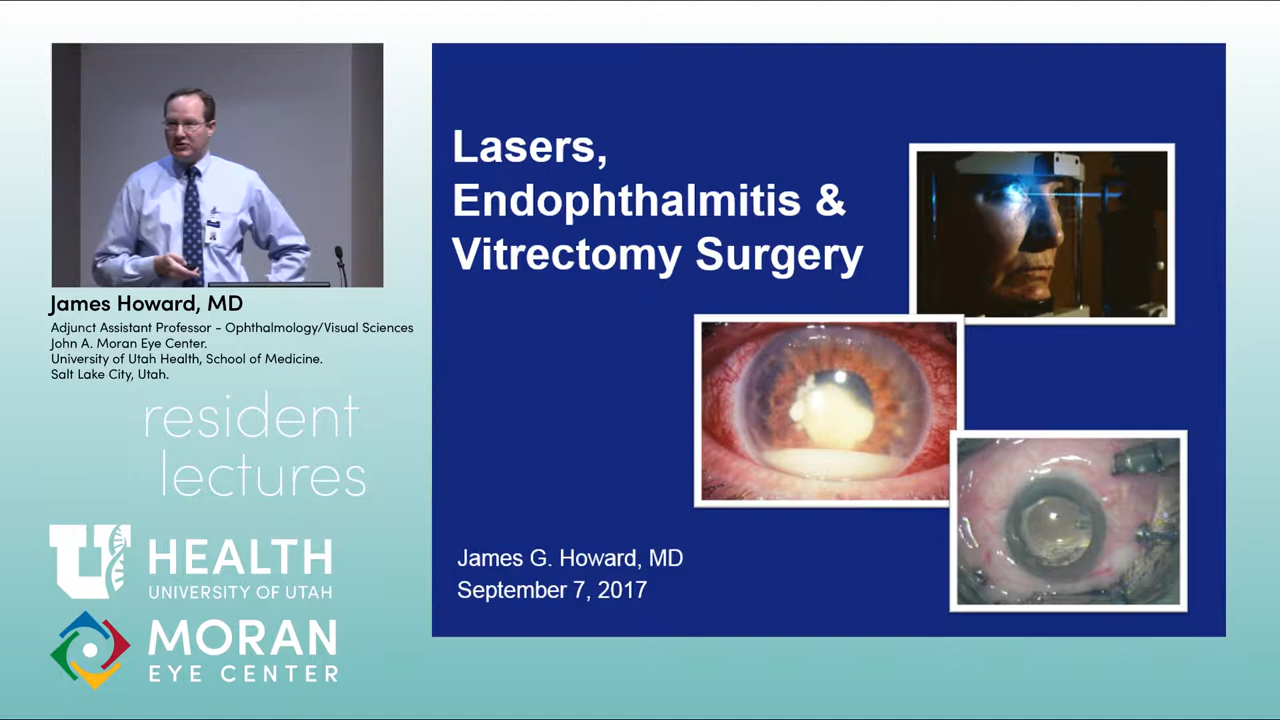 James Howard, MD
Adjunct Assistant Professor - Ophthalmology/Visual Sciences
John A. Moran Eye Center.
University of Utah Health, School of Medicine.
Salt Lake City, Utah.
resident
lectures
U HEALTH
UNIVERSITY OF UTAH
MORAN
EYE CENTER
Lasers,
Endophthalmitis &
Vitrectomy Surgery
James G. Howard, MD
September 7, 2017